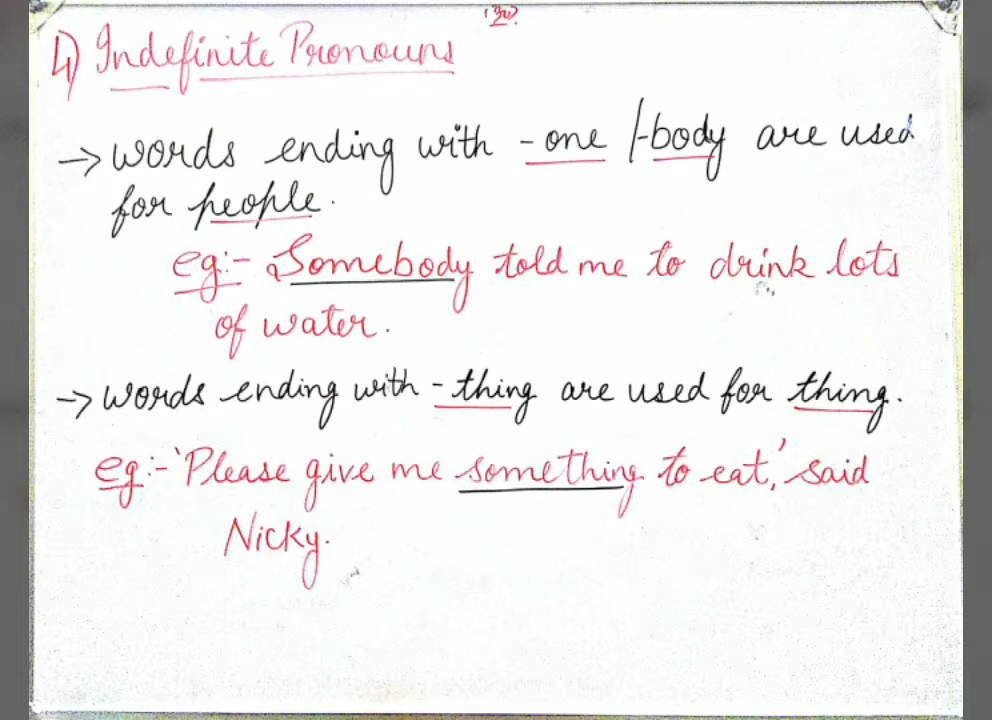 4) Indefinite Pronouns
→ words ending with -one /-body are used
for people.
eg:- Somebody told me to drink lots
of water.
→ words ending with -thing are used for thing.
eg:- 'Please give me something to eat,' said
Nicky.